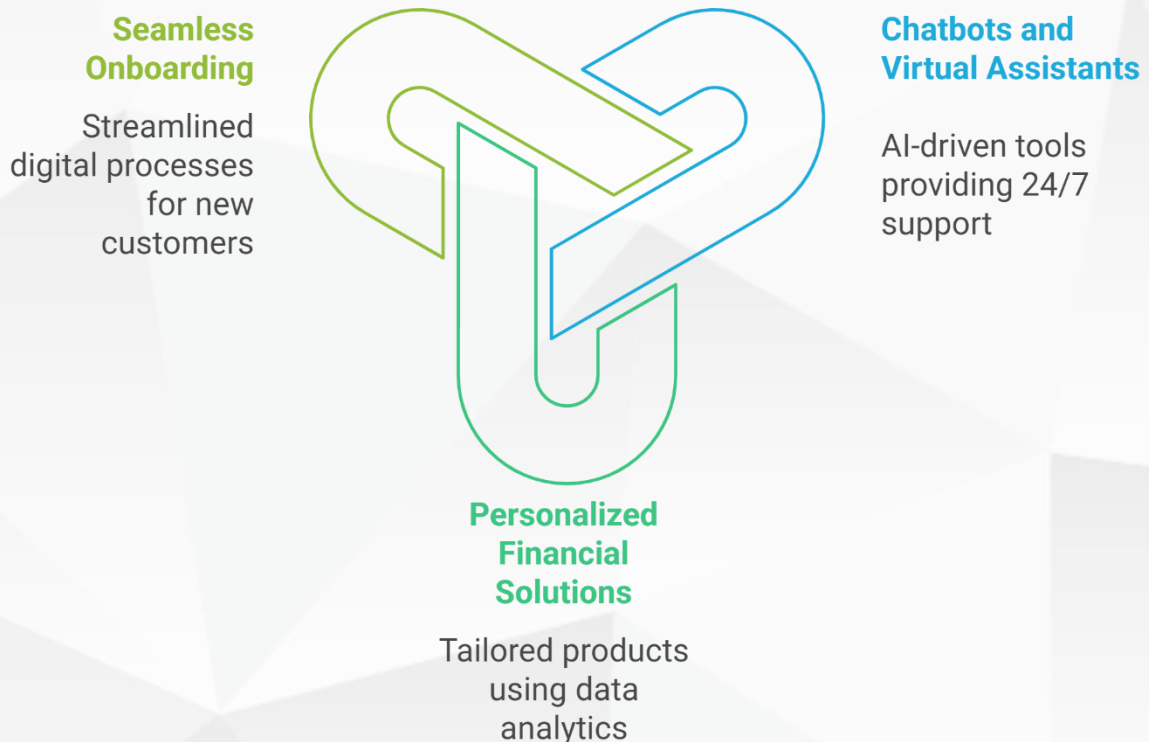 Seamless
Onboarding
Streamlined
digital processes
for new
customers
Chatbots and
Virtual Assistants
AI-driven tools
providing 24/7
support
Personalized
Financial
Solutions
Tailored products
using data
analytics